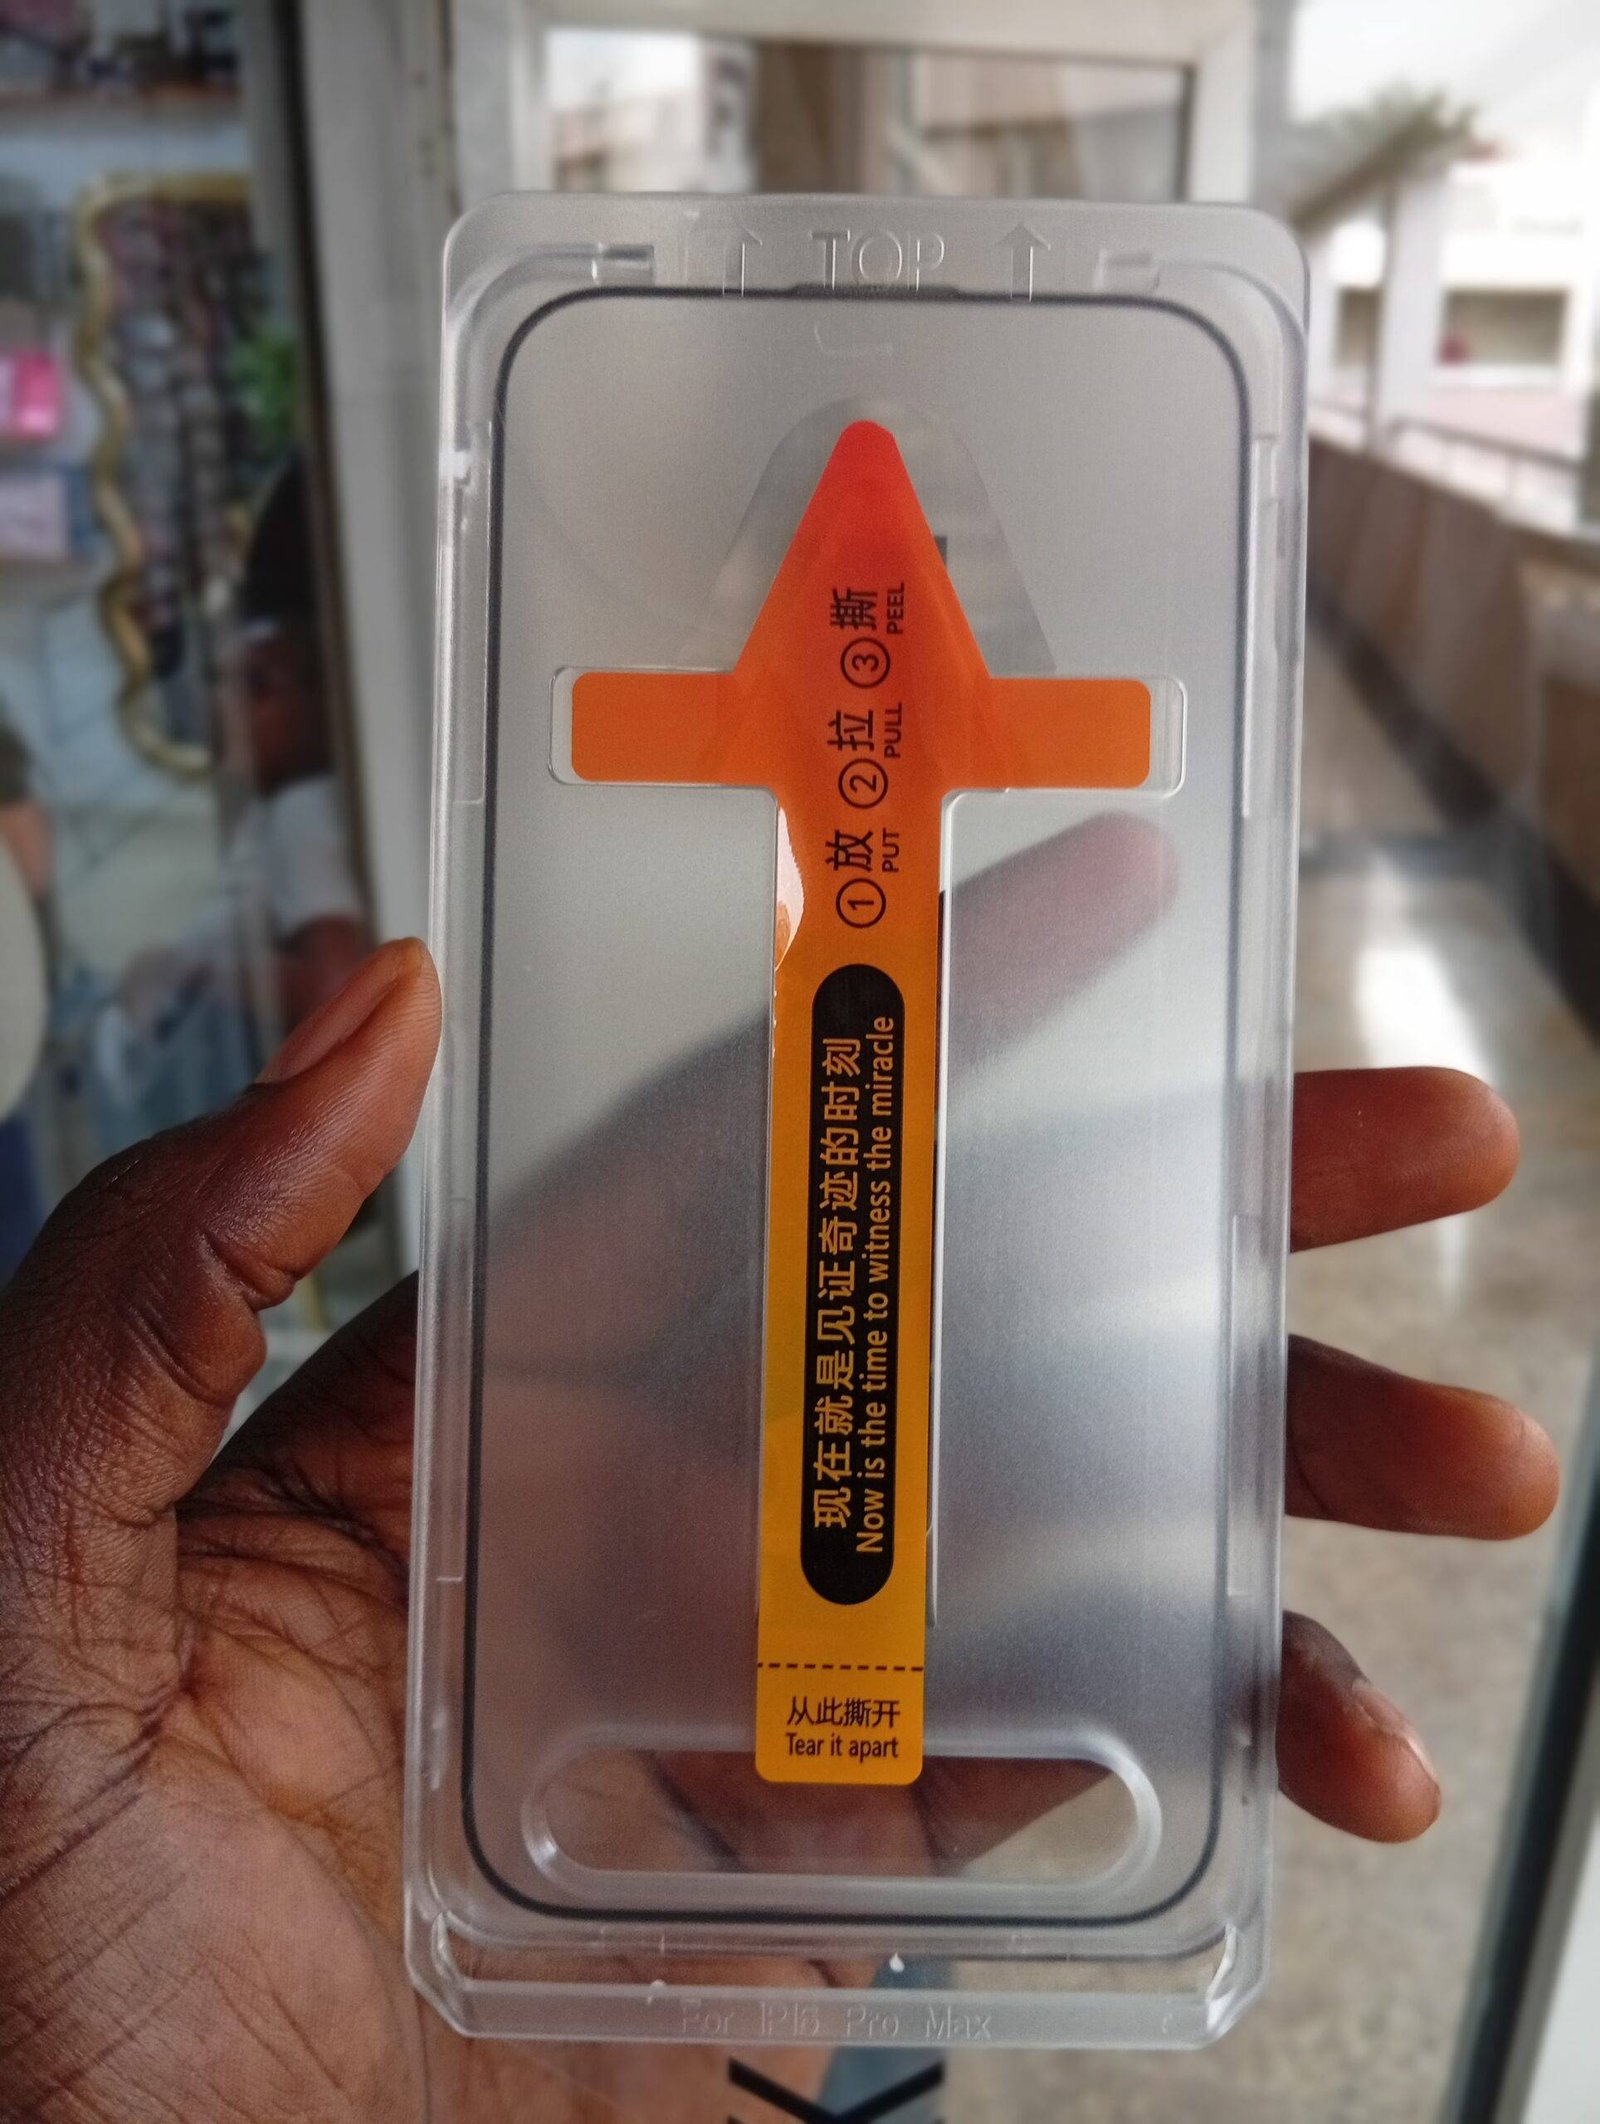 TOP
①放 ②拉 ③撕
PUT PULL PEEL
现在就是见证奇迹的时刻
Now is the time to witness the miracle
从此撕开
Tear it apart
For IP16 Pro Max